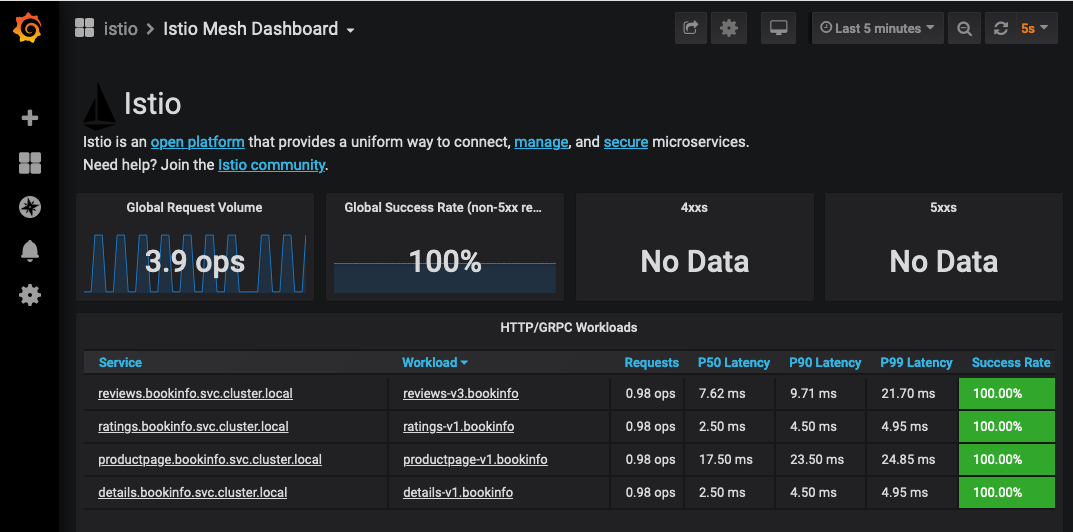 istio > Istio Mesh Dashboard
Last 5 minutes
5s
Istio
Istio is an open platform that provides a uniform way to connect, manage, and secure microservices.
Need help? Join the Istio community.
Global Request Volume
3.9 ops
Global Success Rate (non-5xx re...
100%
4xxs
No Data
5xxs
No Data
HTTP/GRPC Workloads
Service Workload Requests P50 Latency P90 Latency P99 Latency Success Rate
reviews.bookinfo.svc.cluster.local reviews-v3.bookinfo 0.98 ops 7.62 ms 9.71 ms 21.70 ms 100.00%
ratings.bookinfo.svc.cluster.local ratings-v1.bookinfo 0.98 ops 2.50 ms 4.50 ms 4.95 ms 100.00%
productpage.bookinfo.svc.cluster.local productpage-v1.bookinfo 0.98 ops 17.50 ms 23.50 ms 24.85 ms 100.00%
details.bookinfo.svc.cluster.local details-v1.bookinfo 0.98 ops 2.50 ms 4.50 ms 4.95 ms 100.00%